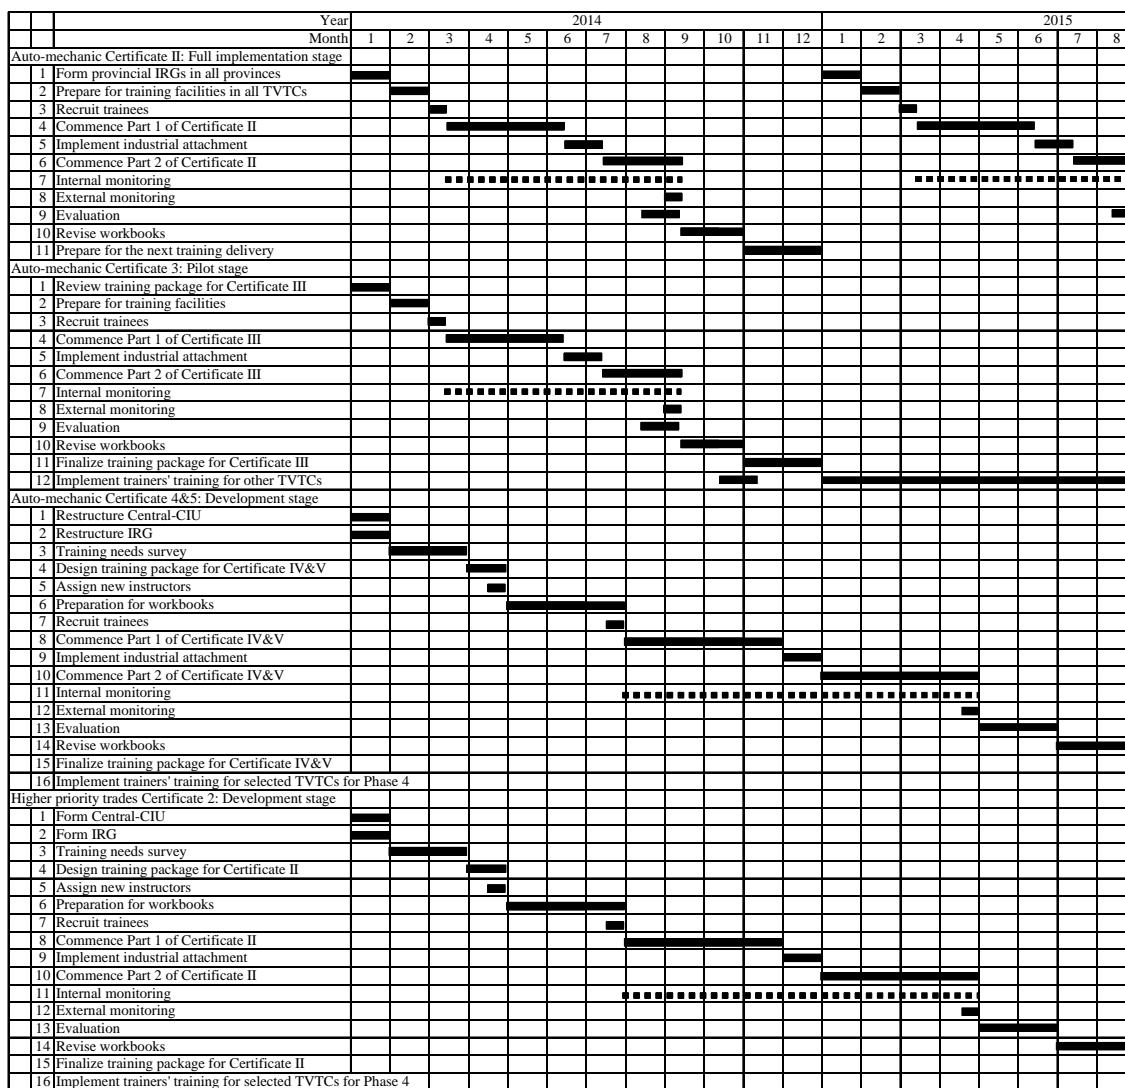 Year 2014 2015
Month 1 2 3 4 5 6 7 8 9 10 11 12 1 2 3 4 5 6 7 8
Auto-mechanic Certificate II: Full implementation stage
1 Form provincial IRGs in all provinces
2 Prepare for training facilities in all TVTCs
3 Recruit trainees
4 Commence Part 1 of Certificate II
5 Implement industrial attachment
6 Commence Part 2 of Certificate II
7 Internal monitoring
8 External monitoring
9 Evaluation
10 Revise workbooks
11 Prepare for the next training delivery
Auto-mechanic Certificate 3: Pilot stage
1 Review training package for Certificate III
2 Prepare for training facilities
3 Recruit trainees
4 Commence Part 1 of Certificate III
5 Implement industrial attachment
6 Commence Part 2 of Certificate III
7 Internal monitoring
8 External monitoring
9 Evaluation
10 Revise workbooks
11 Finalize training package for Certificate III
12 Implement trainers' training for other TVTCs
Auto-mechanic Certificate 4&5: Development stage
1 Restructure Central-CIU
2 Restructure IRG
3 Training needs survey
4 Design training package for Certificate IV&V
5 Assign new instructors
6 Preparation for workbooks
7 Recruit trainees
8 Commence Part 1 of Certificate IV&V
9 Implement industrial attachment
10 Commence Part 2 of Certificate IV&V
11 Internal monitoring
12 External monitoring
13 Evaluation
14 Revise workbooks
15 Finalize training package for Certificate IV&V
16 Implement trainers' training for selected TVTCs for Phase 4
Higher priority trades Certificate 2: Development stage
1 Form Central-CIU
2 Form IRG
3 Training needs survey
4 Design training package for Certificate II
5 Assign new instructors
6 Preparation for workbooks
7 Recruit trainees
8 Commence Part 1 of Certificate II
9 Implement industrial attachment
10 Commence Part 2 of Certificate II
11 Internal monitoring
12 External monitoring
13 Evaluation
14 Revise workbooks
15 Finalize training package for Certificate II
16 Implement trainers' training for selected TVTCs for Phase 4